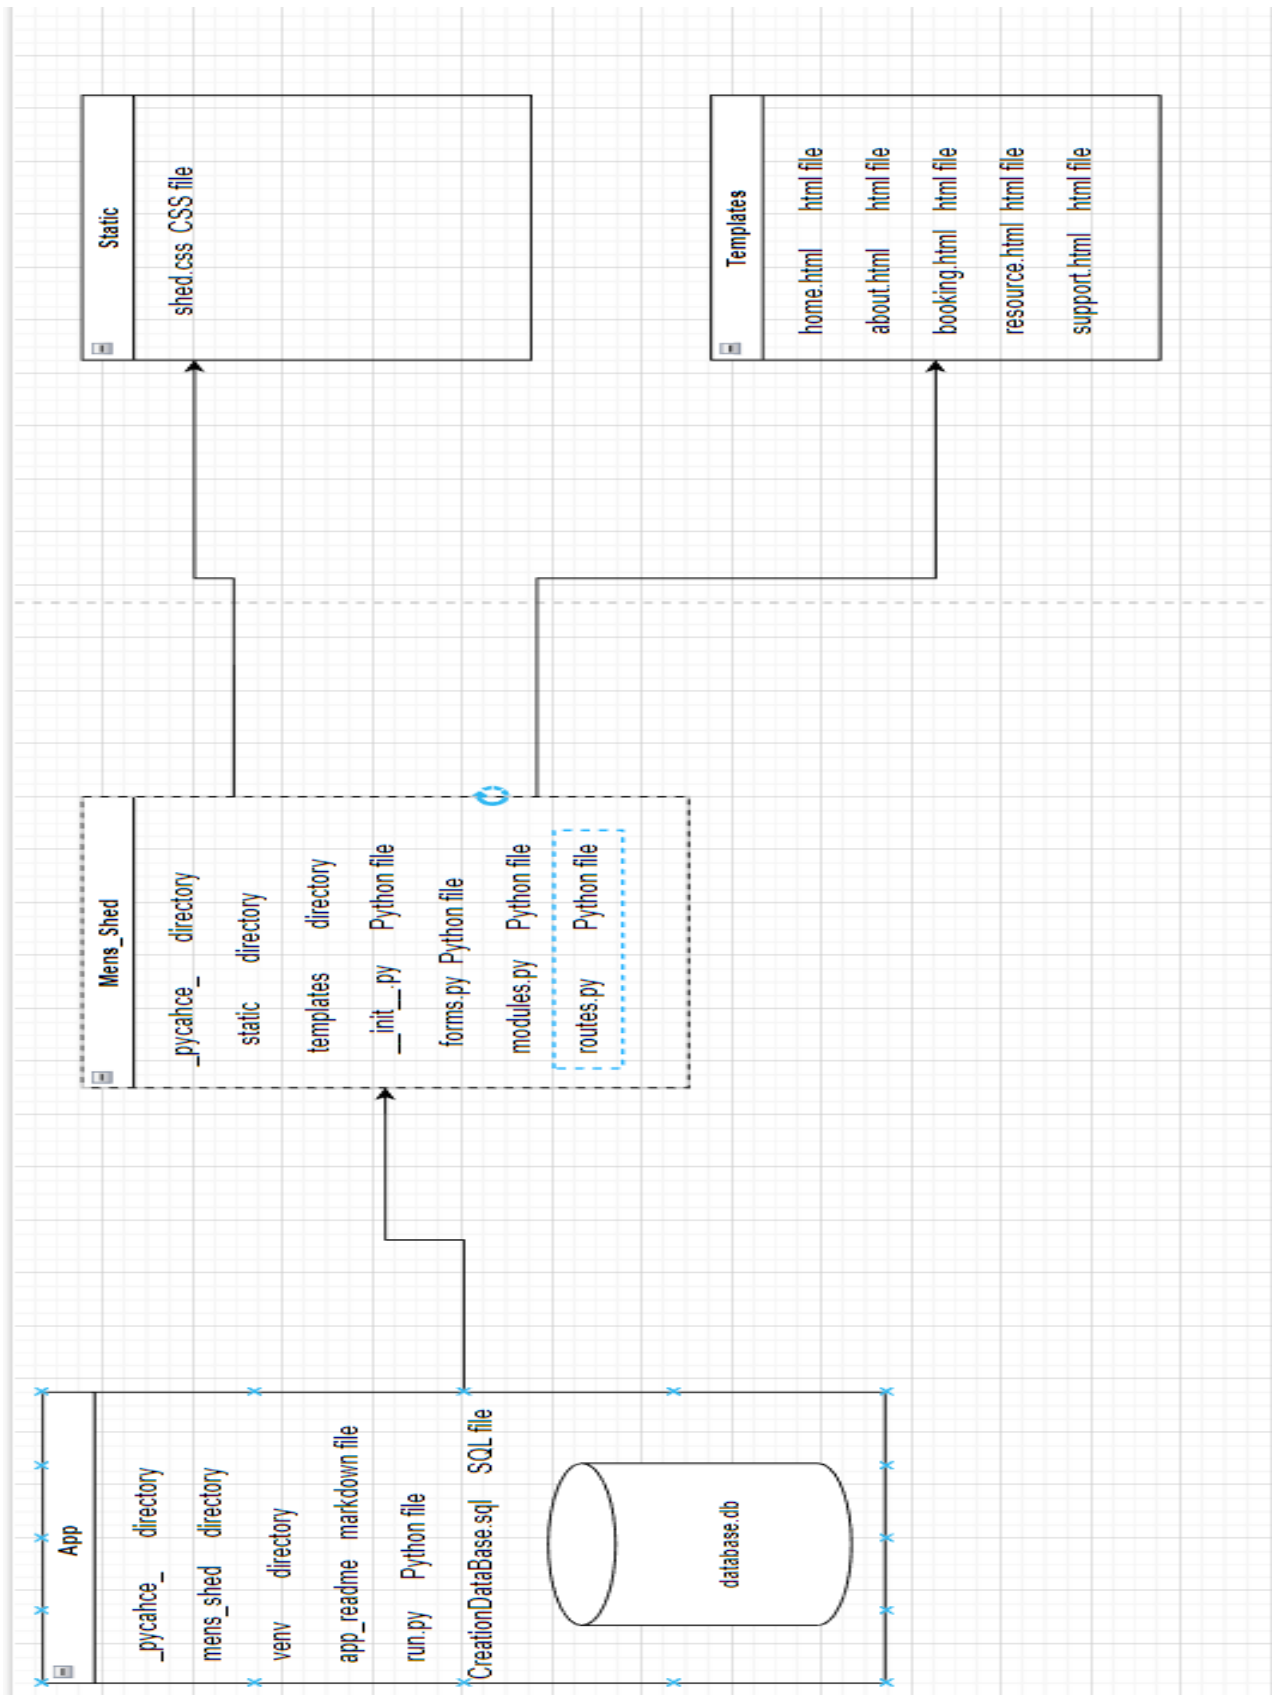 App
_pycahce_ directory
mens_shed directory
venv directory
app_readme markdown file
run.py Python file
CreationDataBase.sql SQL file
database.db
Mens_Shed
_pycahce_ directory
static directory
templates directory
__init__.py Python file
forms.py Python file
modules.py Python file
routes.py Python file
Static
shed.css CSS file
Templates
home.html html file
about.html html file
booking.html html file
resource.html html file
support.html html file